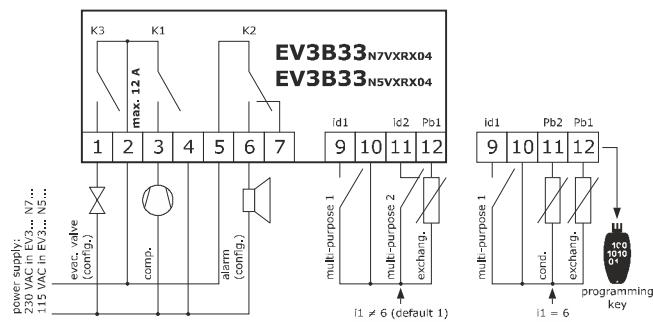 K3 K1 K2
EV3B33N7VXRX04
EV3B33N5VXRX04
max. 12 A
id1 id2 Pb1 id1 Pb2 Pb1
1 2 3 4 5 6 7 9 10 11 12 9 10 11 12
power supply:
230 VAC in EV3... N7...
115 VAC in EV3... N5...
evac. valve
(config.)
comp.
alarm
(config.)
multi-purpose 1
multi-purpose 2
exchang.
multi-purpose 1
cond.
exchang.
100
1010
01
programming
key
i1 ≠ 6 (default 1) i1 = 6